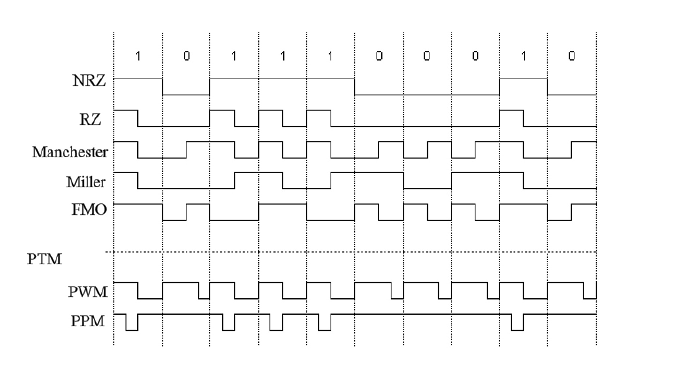 1 0 1 1 1 0 0 0 1 0
NRZ
RZ
Manchester
Miller
FMO
PTM
PWM
PPM